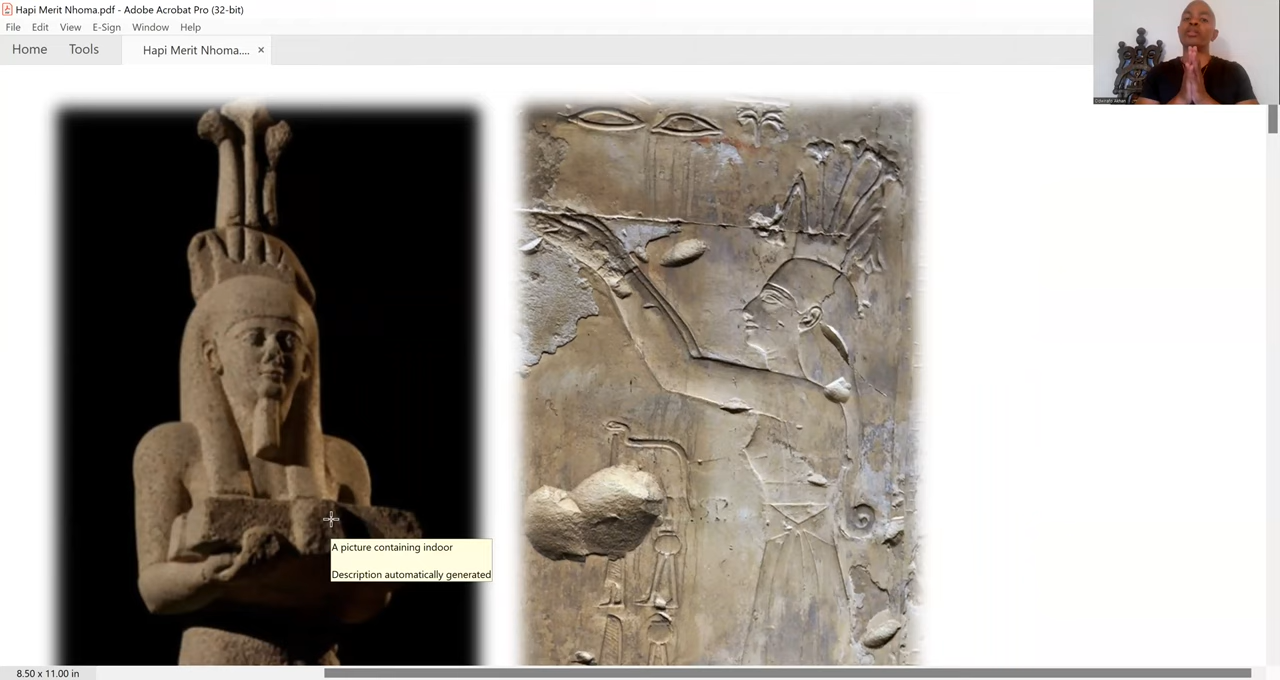 Hapi Merit Nhoma.pdf - Adobe Acrobat Pro (32-bit)
File Edit View E-Sign Window Help
Home Tools Hapi Merit Nhoma.... ×
A picture containing indoor
Description automatically generated
8.50 x 11.00 in